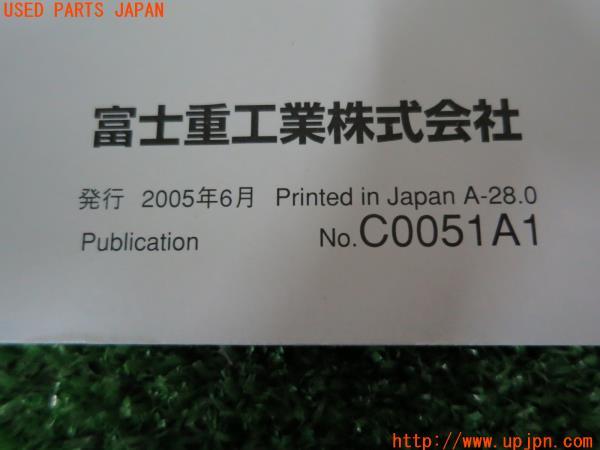 USED PARTS JAPAN
富士重工業株式会社
発行 2005年6月 Printed in Japan A-28.0
Publication No.C0051A1
http://www.upjpn.com/